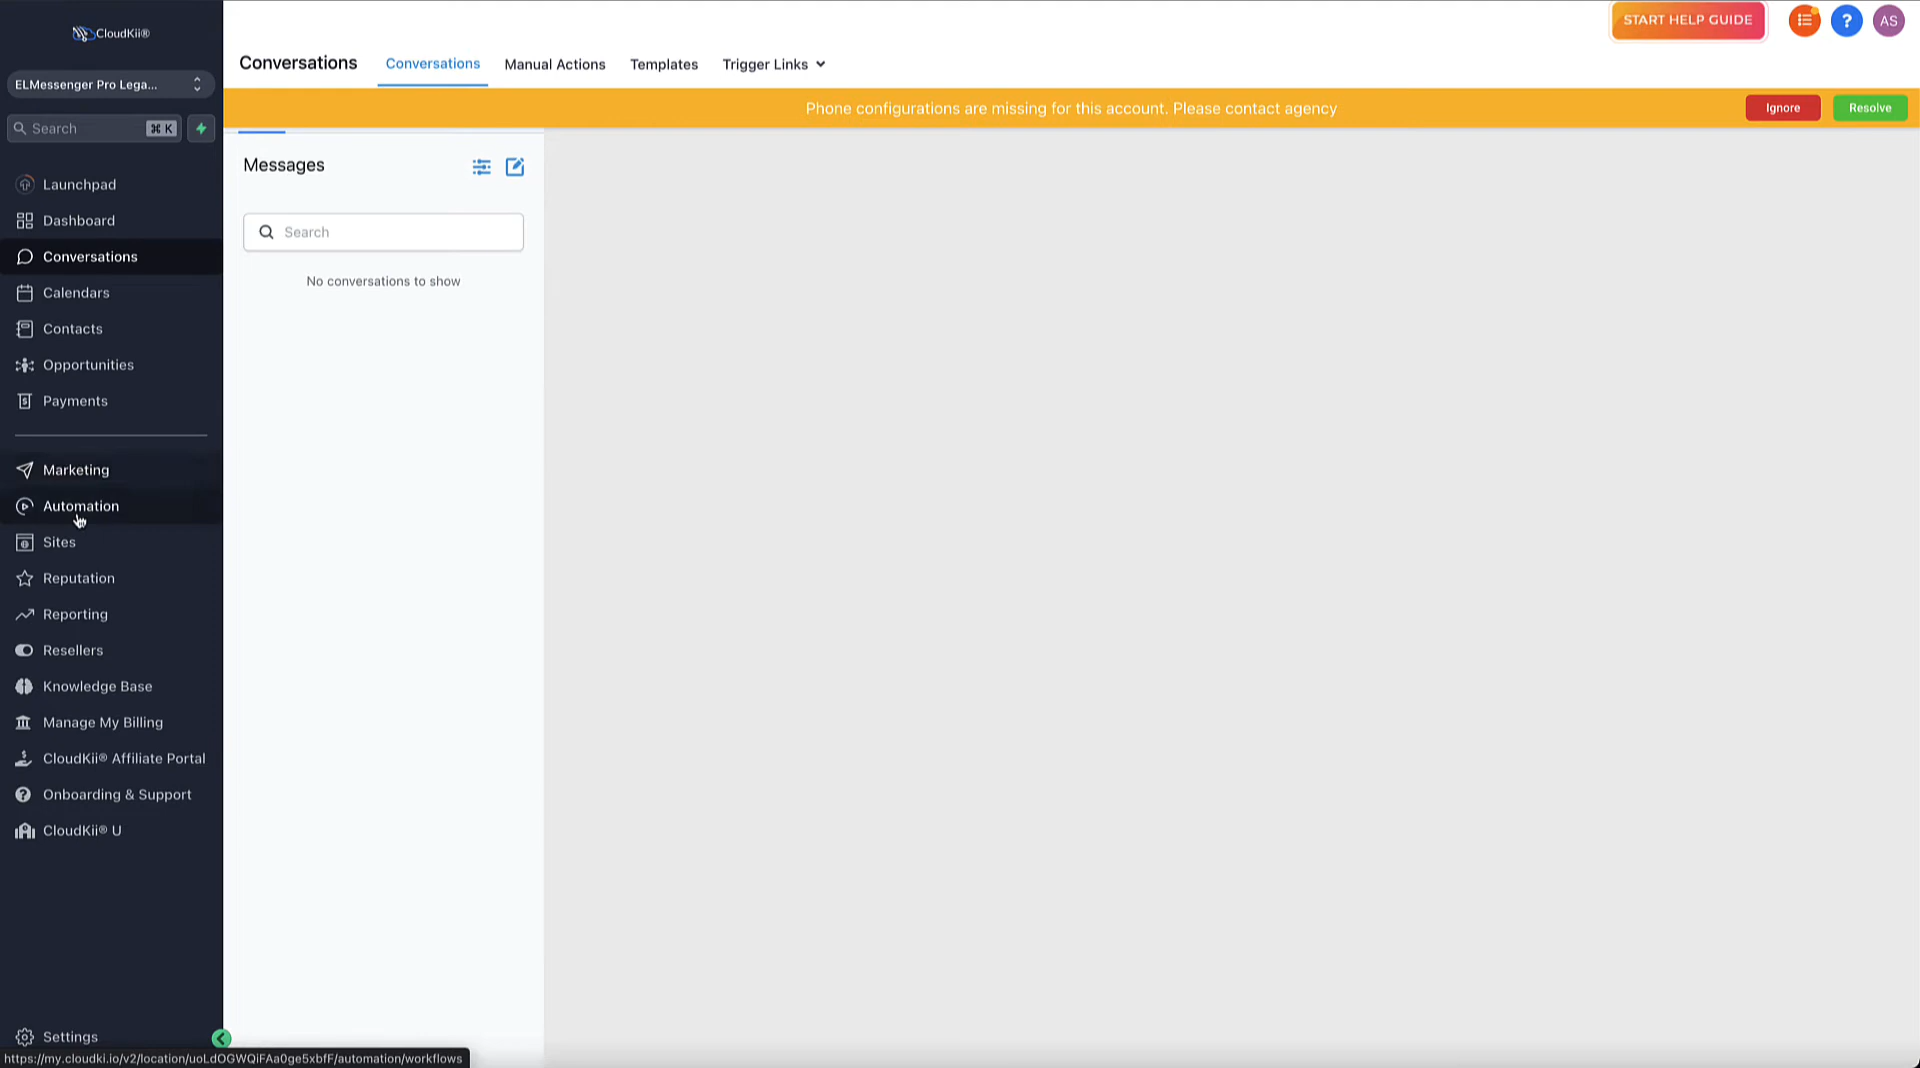 CloudKii®
ELMessenger Pro Lega...
Search ⌘ K
Launchpad
Dashboard
Conversations
Calendars
Contacts
Opportunities
Payments
Marketing
Automation
Sites
Reputation
Reporting
Resellers
Knowledge Base
Manage My Billing
CloudKii® Affiliate Portal
Onboarding & Support
CloudKii® U
Settings
START HELP GUIDE
?
AS
Conversations
Conversations
Manual Actions
Templates
Trigger Links
Phone configurations are missing for this account. Please contact agency
Ignore
Resolve
Messages
Search
No conversations to show
https://my.cloudki.io/v2/location/uoLdOGWQiFAa0ge5xbfF/automation/workflows